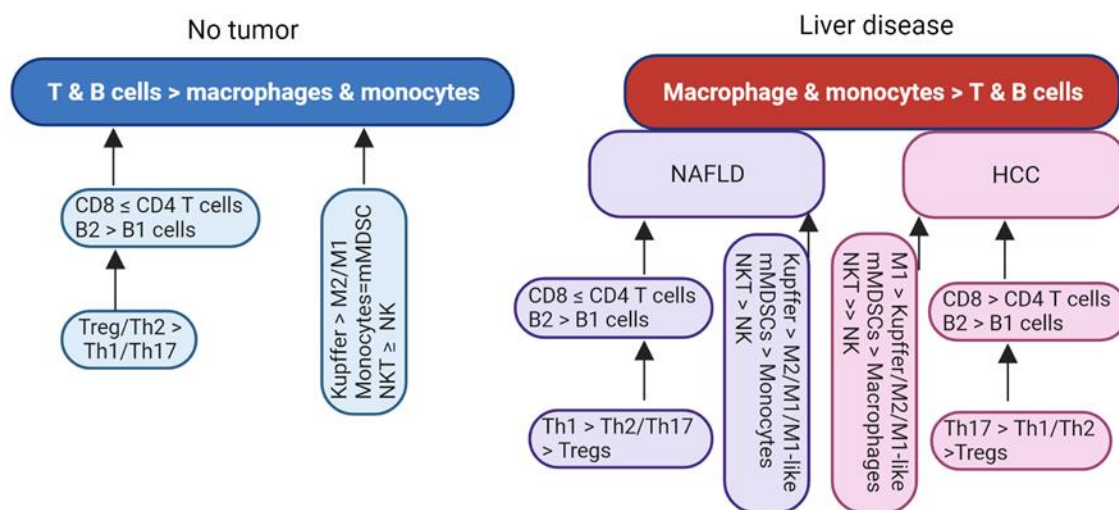 No tumor
T & B cells > macrophages & monocytes
CD8 ≤ CD4 T cells
B2 > B1 cells
Treg/Th2 >
Th1/Th17
Kupffer > M2/M1
Monocytes=mMDSC
NKT ≥ NK
Liver disease
Macrophage & monocytes > T & B cells
NAFLD
CD8 ≤ CD4 T cells
B2 > B1 cells
Th1 > Th2/Th17
> Tregs
Kupffer > M2/M1/M1-like
mMDSCs > Monocytes
NKT > NK
HCC
M1 > Kupffer/M2/M1-like
mMDSCs > Macrophages
NKT >> NK
CD8 > CD4 T cells
B2 > B1 cells
Th17 > Th1/Th2
>Tregs